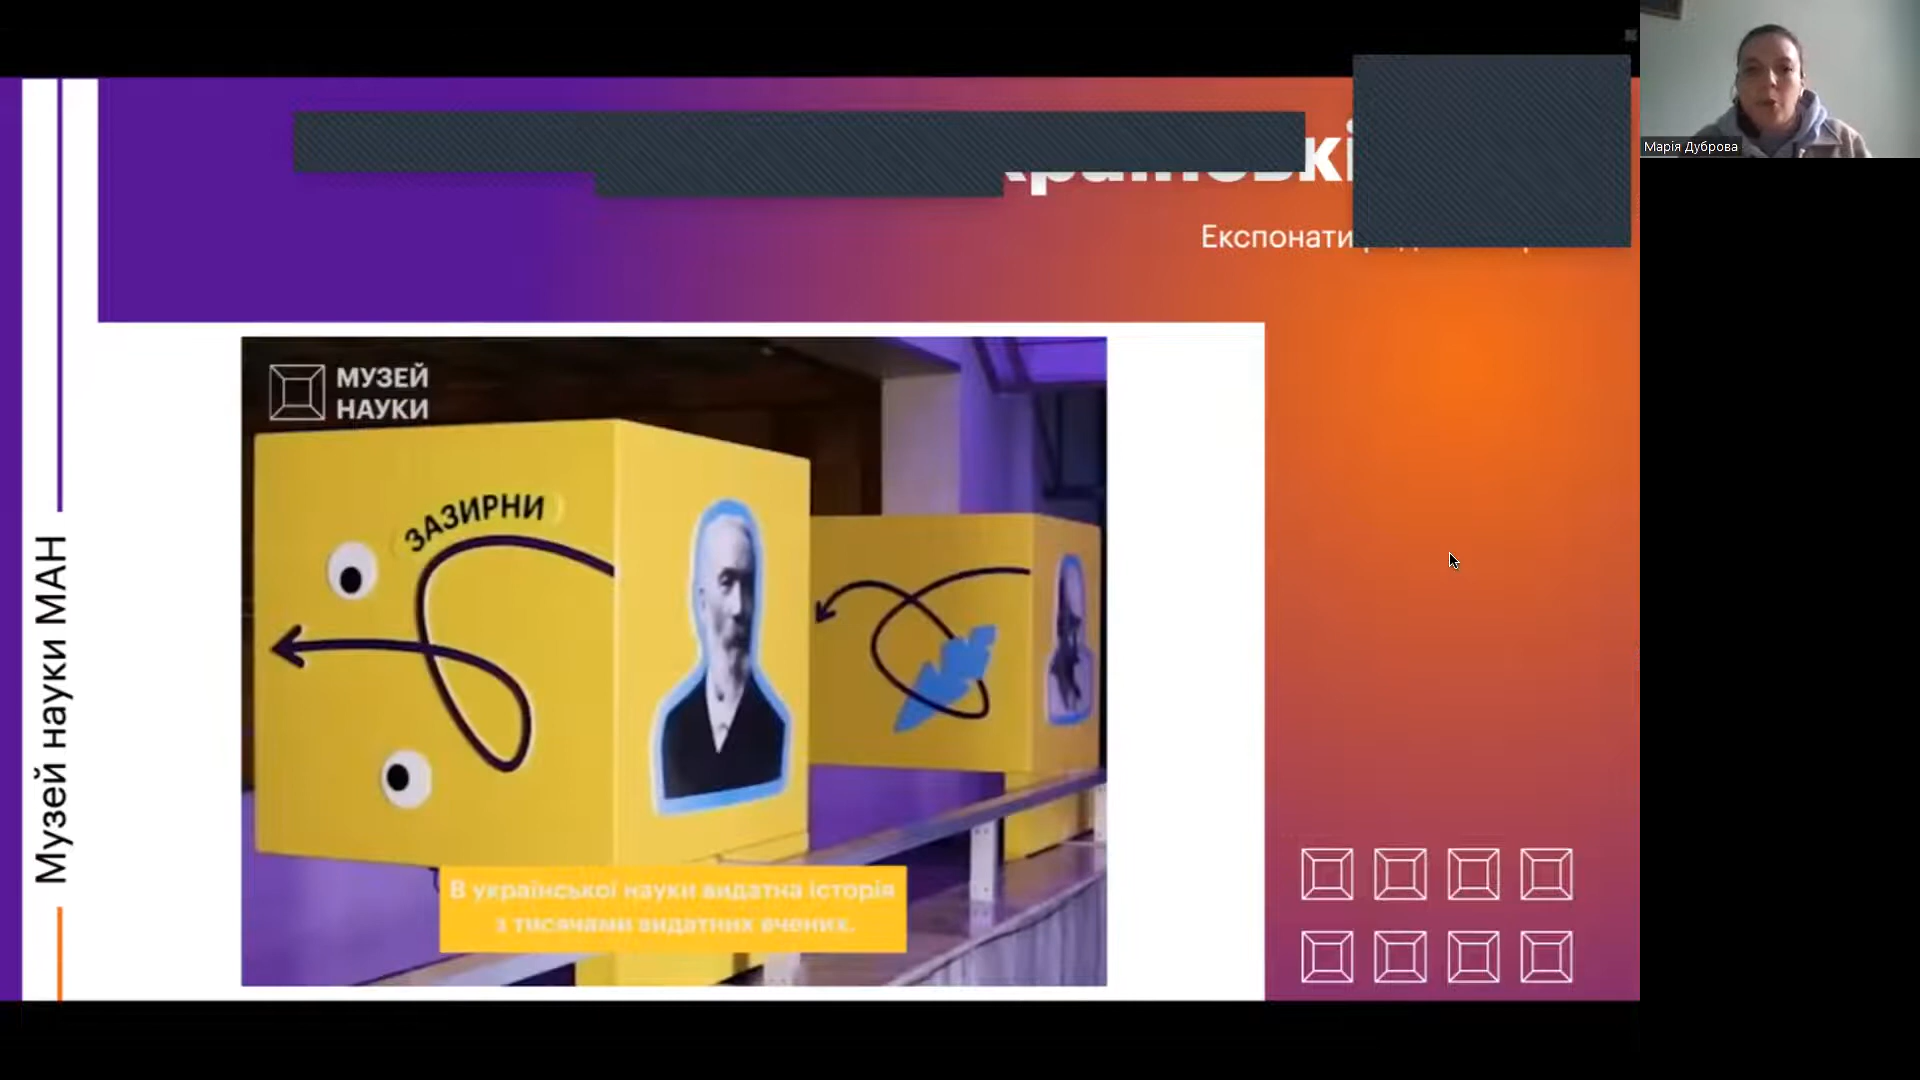 Марія Дуброва
Експонати
МУЗЕЙ
НАУКИ
ЗАЗИРНИ
Музей науки МАН
В української науки видатна історія
з тисячами видатних вчених.